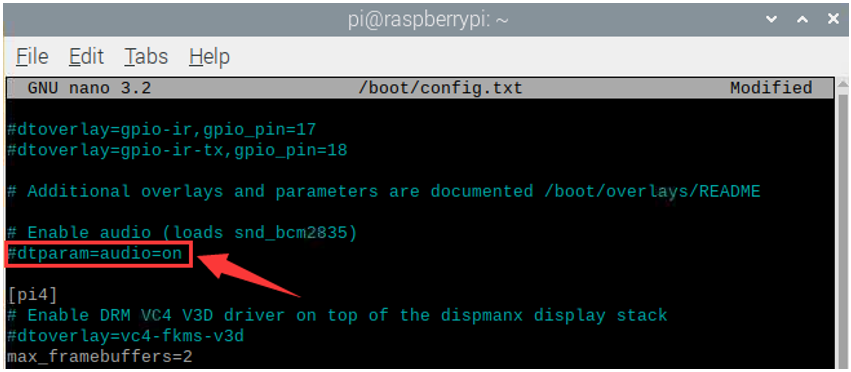 pi@raspberrypi: ~
File Edit Tabs Help
GNU nano 3.2 /boot/config.txt Modified
#dtoverlay=gpio-ir,gpio_pin=17
#dtoverlay=gpio-ir-tx,gpio_pin=18
# Additional overlays and parameters are documented /boot/overlays/README
# Enable audio (loads snd_bcm2835)
#dtparam=audio=on
[pi4]
# Enable DRM VC4 V3D driver on top of the dispmanx display stack
#dtoverlay=vc4-fkms-v3d
max_framebuffers=2